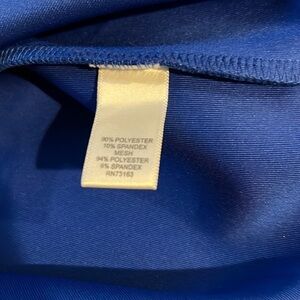 90% POLYESTER
10% SPANDEX
MESH
94% POLYESTER
6% SPANDEX
RN73163